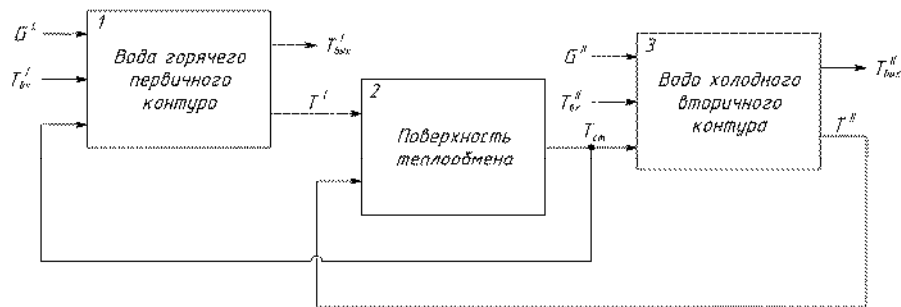 1
G^I
Вода горячего
первичного
контура
T^I_вх
T^I_вых
T^I
2
Поверхность
теплообмена
T_ст
3
G^II
Вода холодного
вторичного
контура
T^II_вх
T^II_вых
T^II